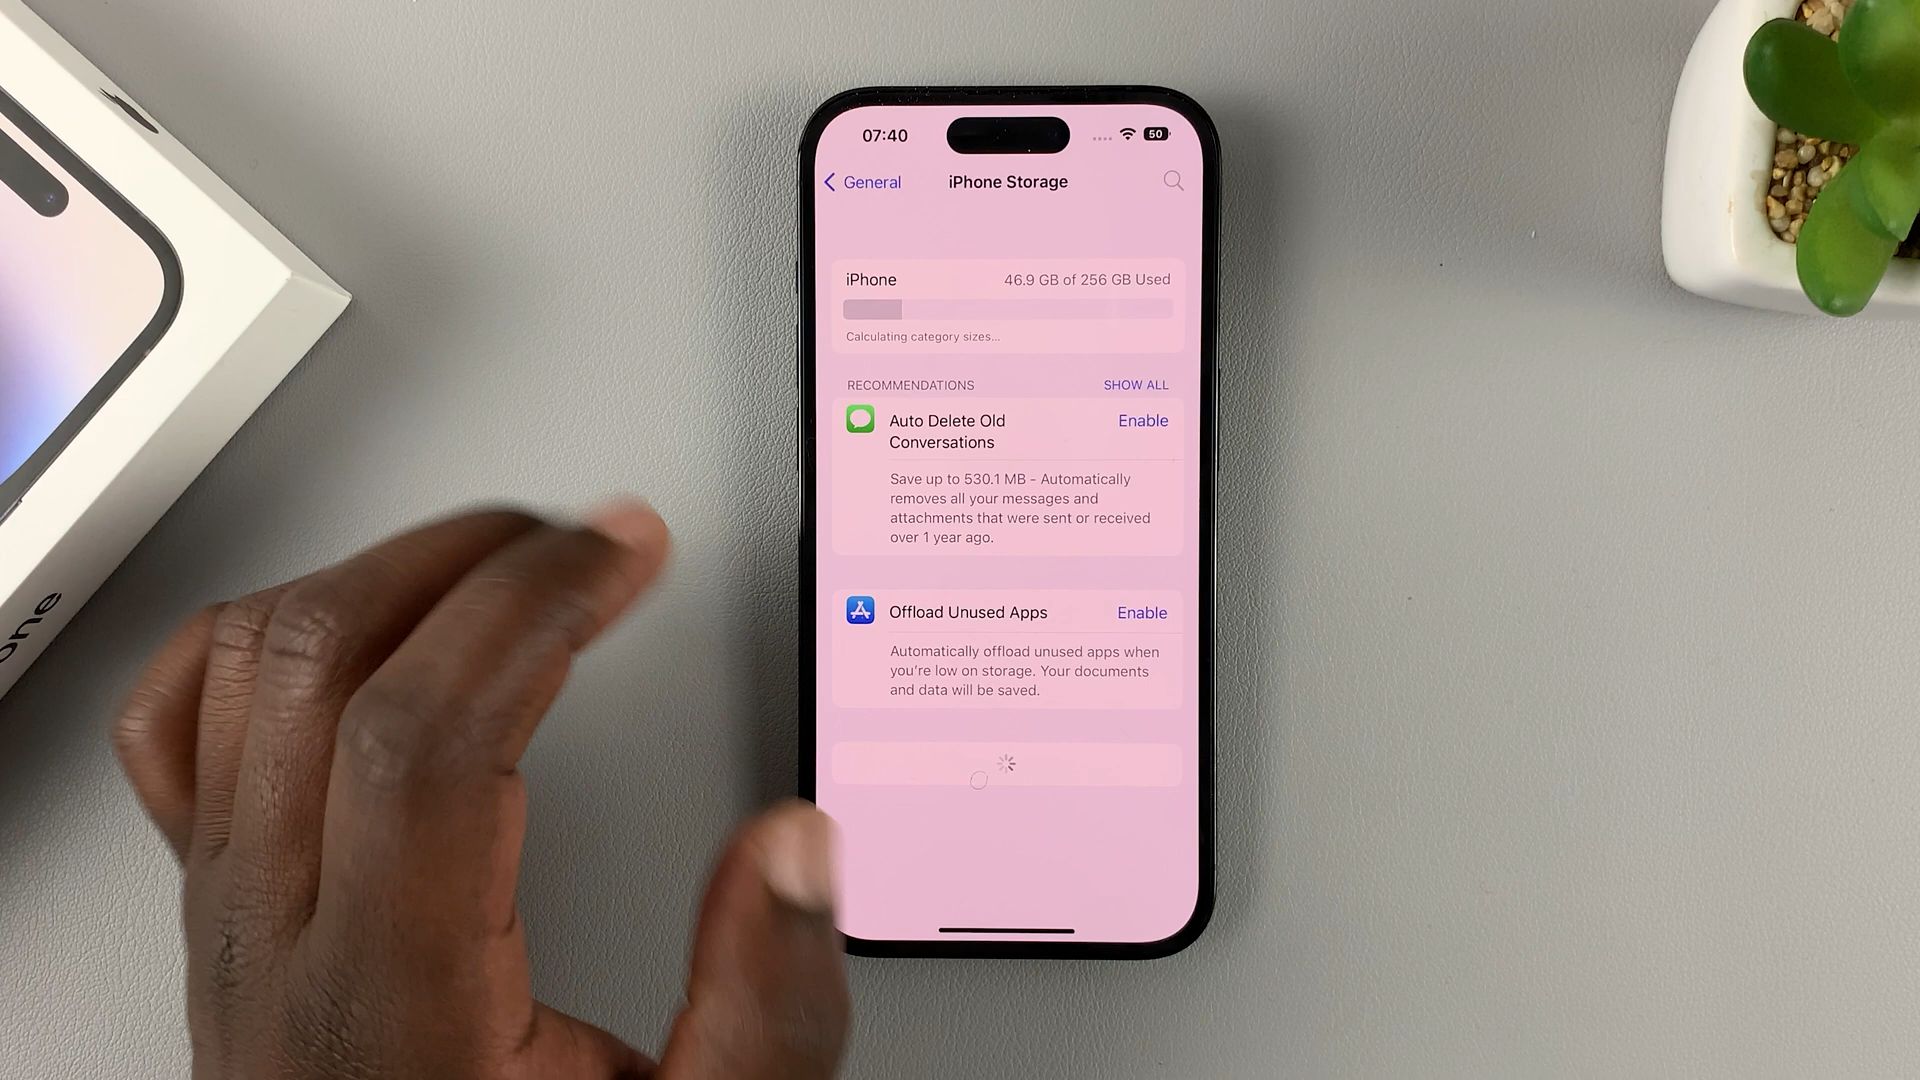 07:40
50
General
iPhone Storage
iPhone
46.9 GB of 256 GB Used
Calculating category sizes...
RECOMMENDATIONS
SHOW ALL
Auto Delete Old
Conversations
Enable
Save up to 530.1 MB – Automatically
removes all your messages and
attachments that were sent or received
over 1 year ago.
Offload Unused Apps
Enable
Automatically offload unused apps when
you’re low on storage. Your documents
and data will be saved.
one